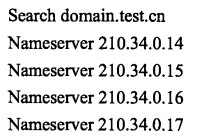 Search domain.test.cn
Nameserver 210.34.0.14
Nameserver 210.34.0.15
Nameserver 210.34.0.16
Nameserver 210.34.0.17